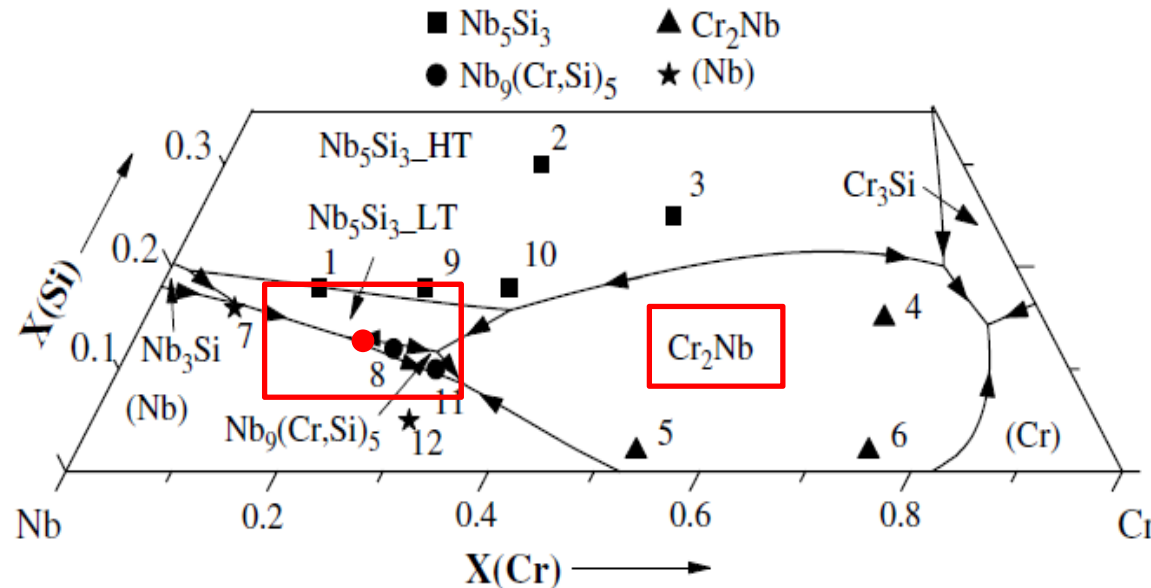 Nb5Si3 Cr2Nb
Nb9(Cr,Si)5 (Nb)
0.3
Nb5Si3_HT
2
3
Cr3Si
Nb5Si3_LT
0.2
1
9
10
4
X(Si)
7
Nb3Si
Cr2Nb
0.1
8
(Nb)
11
Nb9(Cr,Si)5
12
5
6
(Cr)
Nb
0.2
0.4
0.6
0.8
Cr
X(Cr)